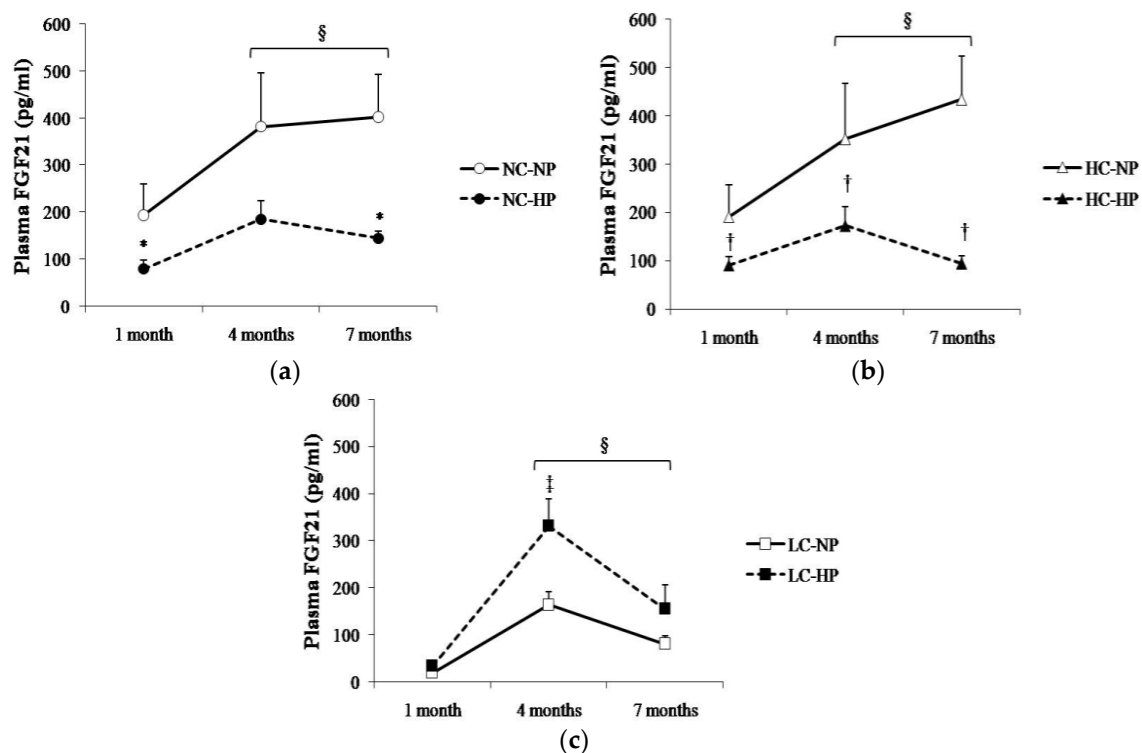 600
500
400
300
200
100
0
Plasma FGF21 (pg/ml)
§
*
*
NC-NP
NC-HP
1 month 4 months 7 months
(a)
600
500
400
300
200
100
0
Plasma FGF21 (pg/ml)
§
†
†
†
HC-NP
HC-HP
1 month 4 months 7 months
(b)
600
500
400
300
200
100
0
Plasma FGF21 (pg/ml)
§
‡
LC-NP
LC-HP
1 month 4 months 7 months
(c)